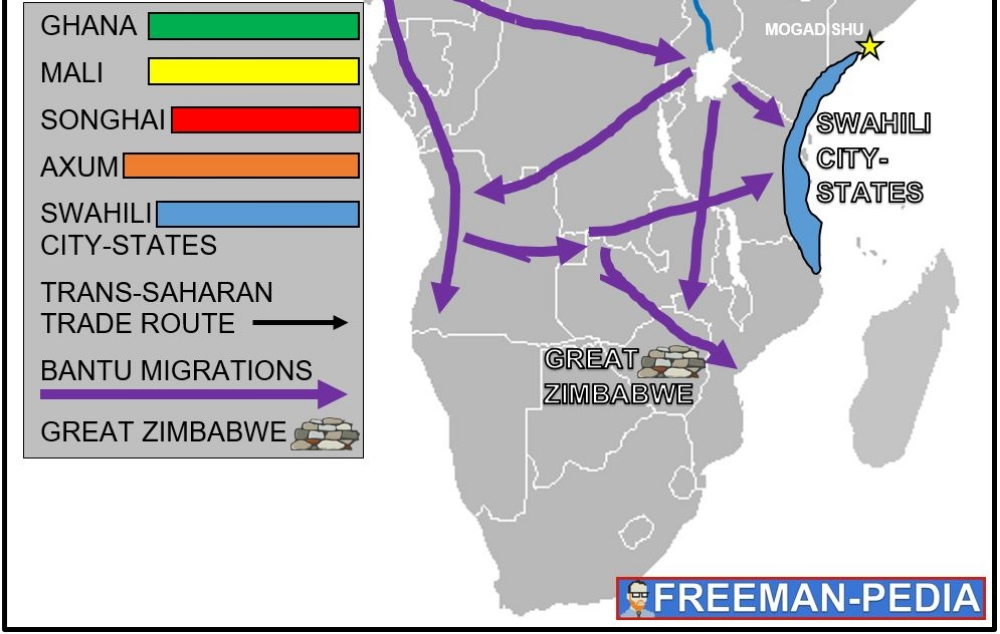 GHANA
MALI
SONGHAI
AXUM
SWAHILI
CITY-STATES
TRANS-SAHARAN
TRADE ROUTE
BANTU MIGRATIONS
GREAT ZIMBABWE
MOGADISHU
SWAHILI
CITY-
STATES
GREAT
ZIMBABWE
FREEMAN-PEDIA